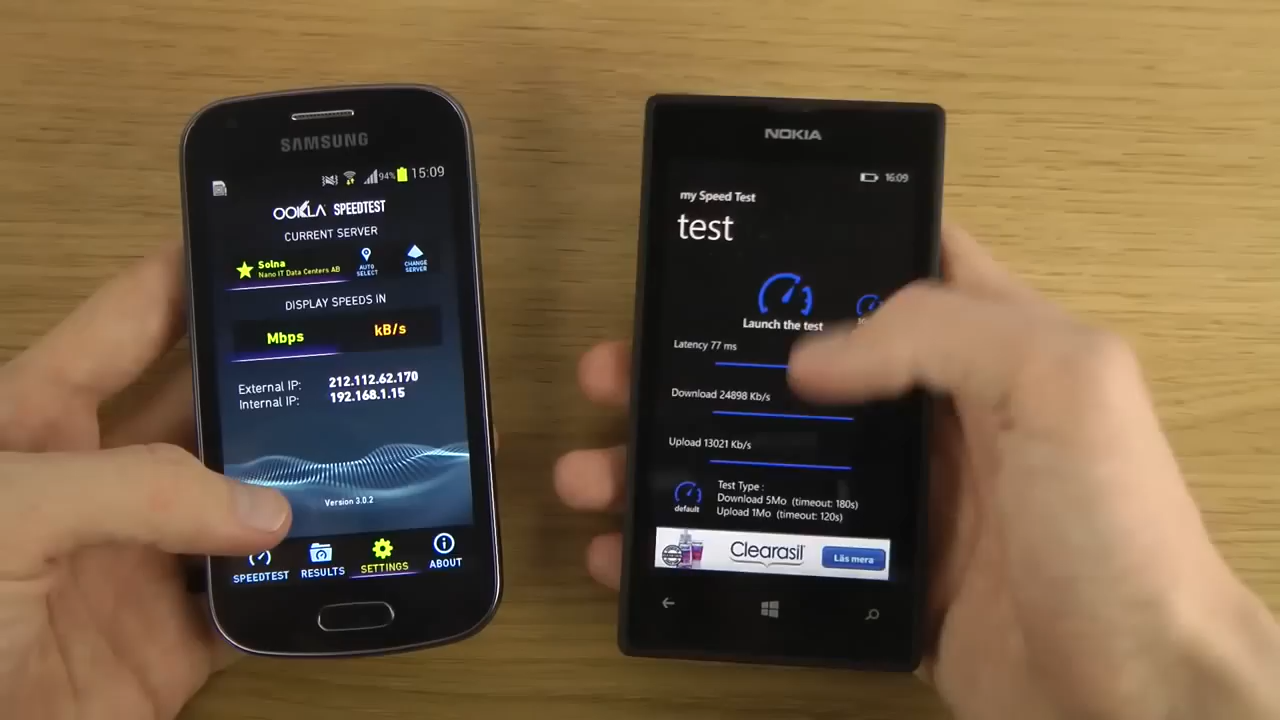 SAMSUNG
94% 15:09
OOKLA SPEEDTEST
CURRENT SERVER
Solna
Nano IT Data Centers AB
AUTO
SELECT
CHANGE
SERVER
DISPLAY SPEEDS IN
Mbps kB/s
External IP: 212.112.62.170
Internal IP: 192.168.1.15
Version 3.0.2
SPEEDTEST RESULTS SETTINGS ABOUT
NOKIA
16:09
my Speed Test
test
Launch the test
Latency 77 ms
Download 24898 Kb/s
Upload 13021 Kb/s
Test Type :
Download 5Mo (timeout: 180s)
Upload 1Mo (timeout: 120s)
default
Clearasil Läs mera